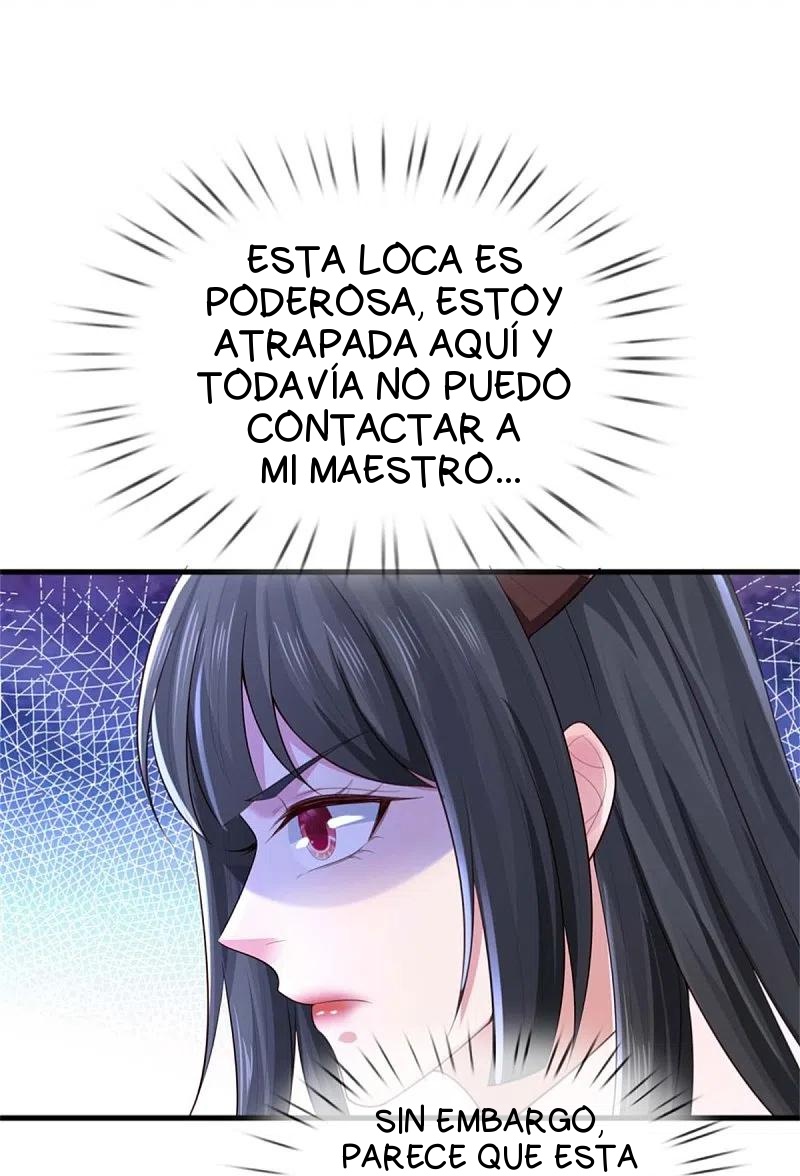 ESTA LOCA ES
PODEROSA, ESTOY
ATRAPADA AQUÍ Y
TODAVÍA NO PUEDO
CONTACTAR A
MI MAESTRO...
SIN EMBARGO,
PARECE QUE ESTA